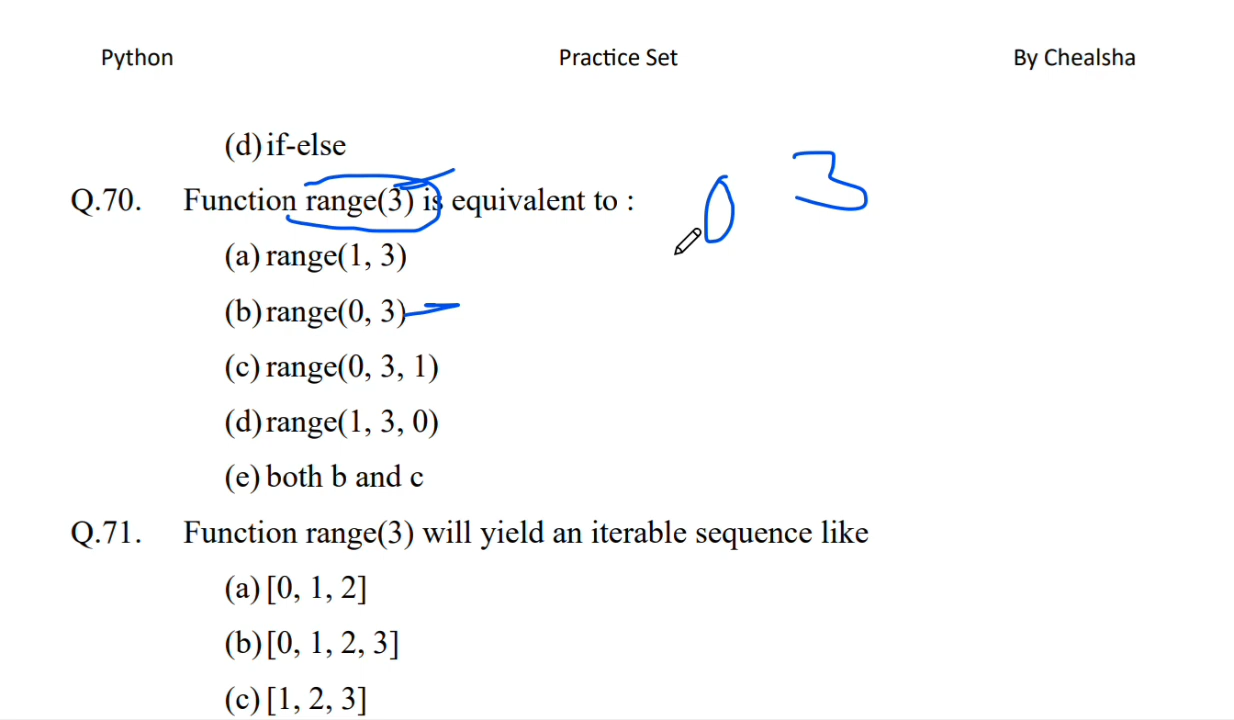 Python Practice Set By Chealsha
(d) if-else
Q.70. Function range(3) is equivalent to : 0 3
(a) range(1, 3)
(b) range(0, 3)
(c) range(0, 3, 1)
(d) range(1, 3, 0)
(e) both b and c
Q.71. Function range(3) will yield an iterable sequence like
(a) [0, 1, 2]
(b) [0, 1, 2, 3]
(c) [1, 2, 3]